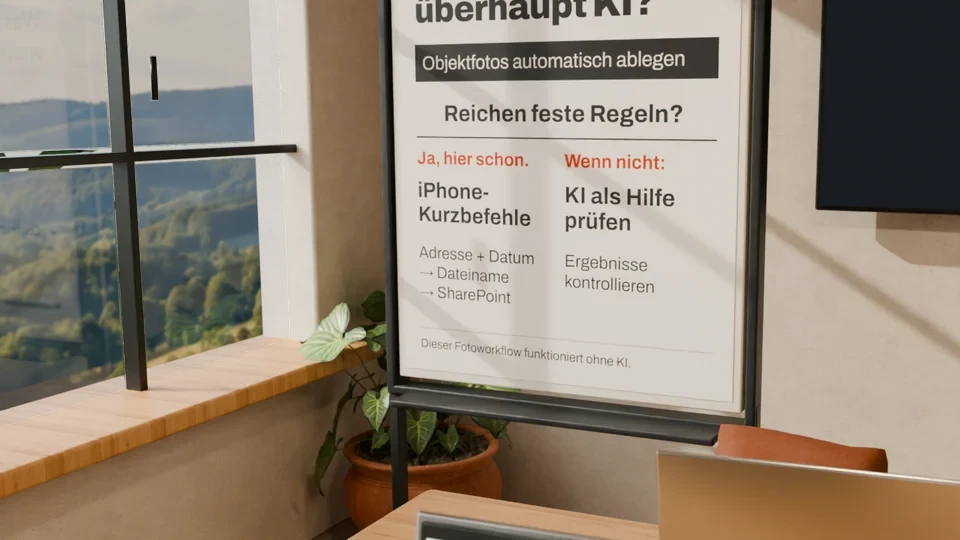 überhaupt KI?
Objektfotos automatisch ablegen
Reichen feste Regeln?
Ja, hier schon.
iPhone-
Kurzbefehle
Adresse + Datum
→ Dateiname
→ SharePoint
Wenn nicht:
KI als Hilfe
prüfen
Ergebnisse
kontrollieren
Dieser Fotoworkflow funktioniert ohne KI.